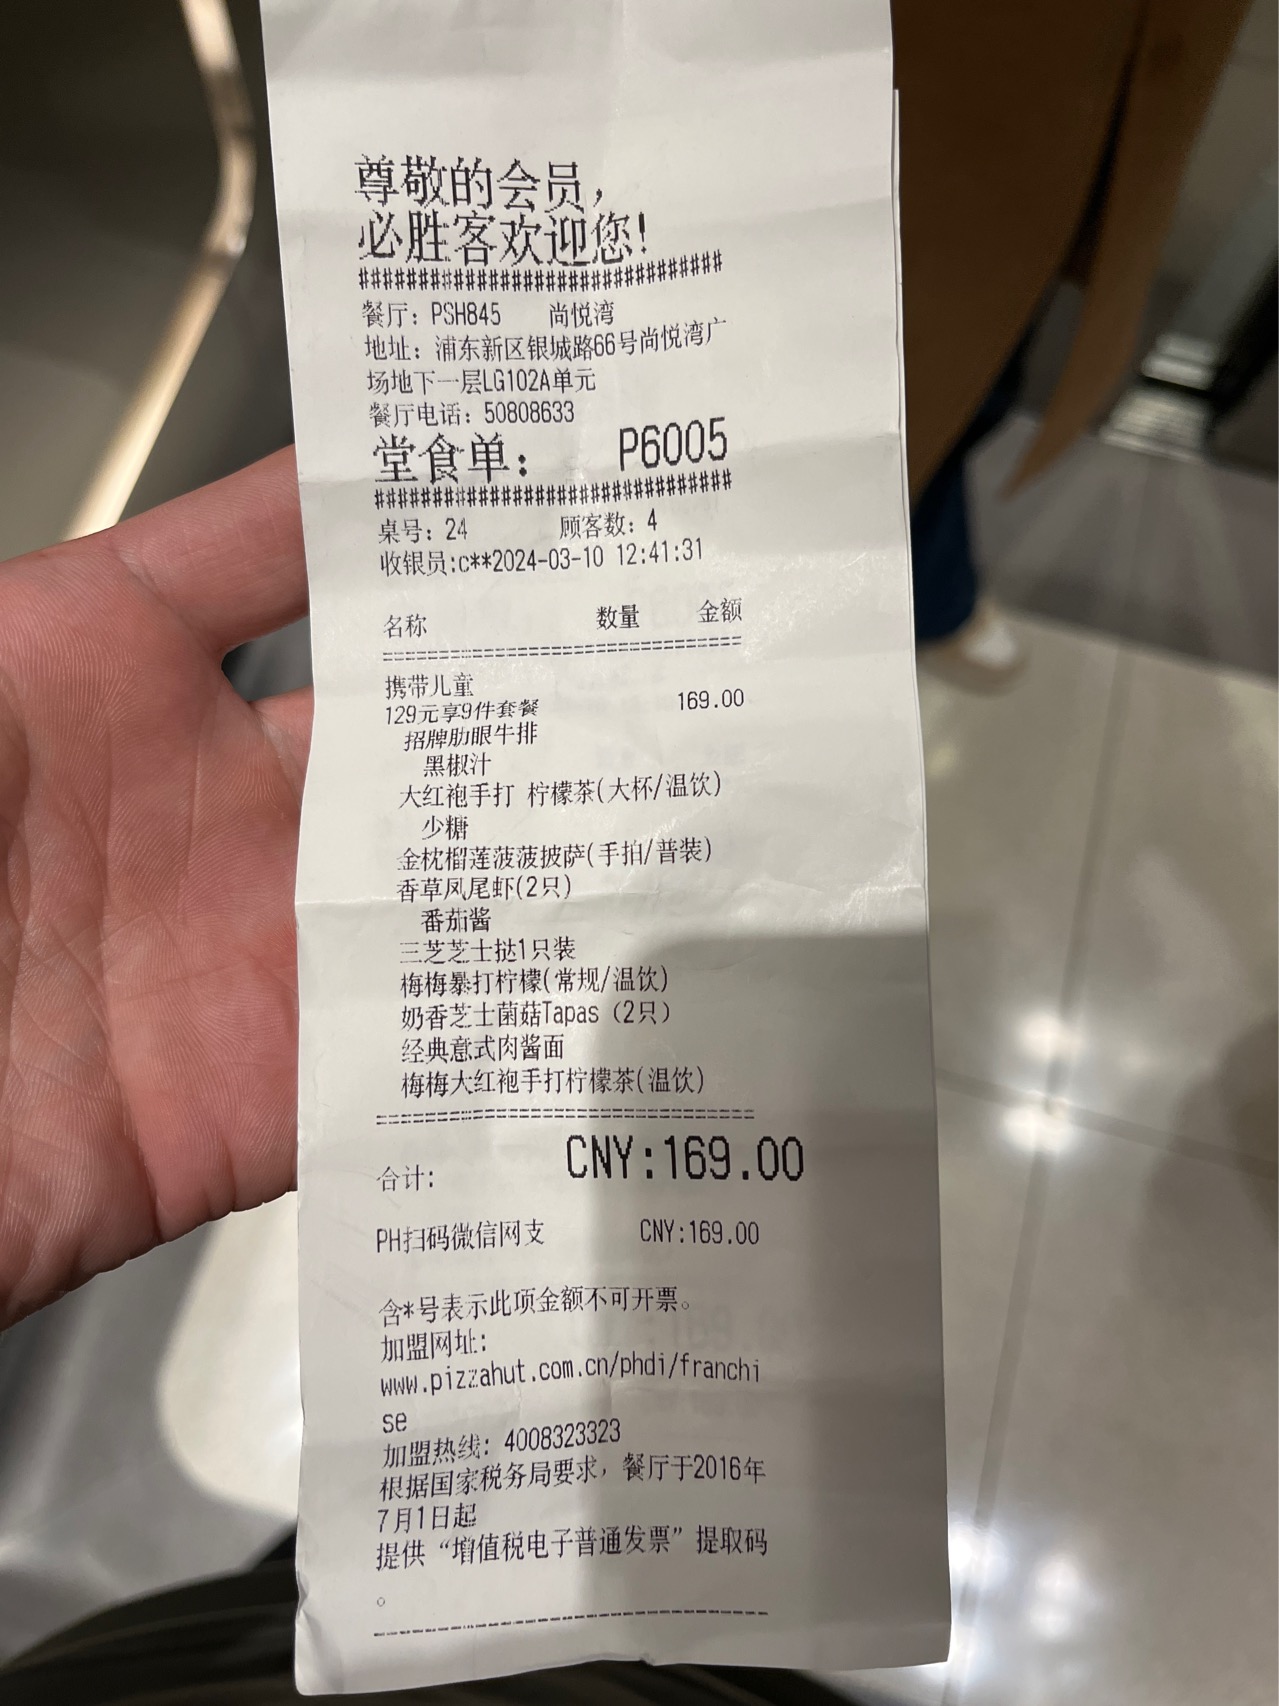 尊敬的会员，
必胜客欢迎您!
###############################
餐厅: PSH845 尚悦湾
地址: 浦东新区银城路66号尚悦湾广
场地下一层LG102A单元
餐厅电话: 50808633
堂食单: P6005
###############################
桌号: 24 顾客数: 4
收银员:c**2024-03-10 12:41:31
名称 数量 金额
===============================
携带儿童
129元享9件套餐 169.00
招牌肋眼牛排
黑椒汁
大红袍手打 柠檬茶(大杯/温饮)
少糖
金枕榴莲菠菠披萨(手拍/普装)
香草凤尾虾(2只)
番茄酱
三芝芝士挞1只装
梅梅暴打柠檬(常规/温饮)
奶香芝士菌菇Tapas（2只）
经典意式肉酱面
梅梅大红袍手打柠檬茶(温饮)
===============================
合计: CNY:169.00
PH扫码微信网支 CNY:169.00
含*号表示此项金额不可开票。
加盟网址:
www.pizzahut.com.cn/phdi/franchi
se
加盟热线: 4008323323
根据国家税务局要求，餐厅于2016年
7月1日起
提供“增值税电子普通发票”提取码
。
--------------------------------